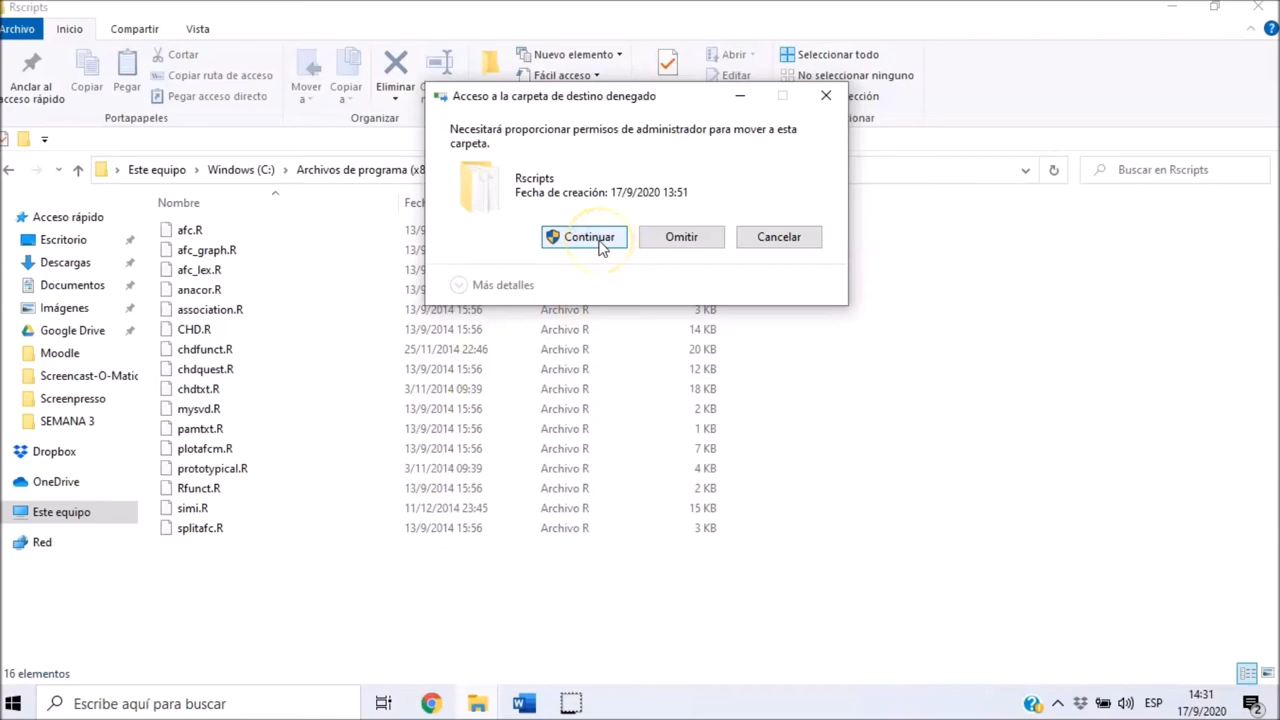 Rscripts
Archivo Inicio Compartir Vista
Anclar al acceso rápido
Copiar
Pegar
Cortar
Copiar ruta de acceso
Pegar acceso directo
Portapapeles
Mover a
Copiar a
Eliminar
Organizar
Nuevo elemento
Fácil acceso
Abrir
Editar
Seleccionar todo
No seleccionar ninguno
Acceso a la carpeta de destino denegado
Necesitará proporcionar permisos de administrador para mover a esta
carpeta.
Rscripts
Fecha de creación: 17/9/2020 13:51
Continuar Omitir Cancelar
Más detalles
Este equipo > Windows (C:) > Archivos de programa (x8
Buscar en Rscripts
Acceso rápido
Escritorio
Descargas
Documentos
Imágenes
Google Drive
Moodle
Screencast-O-Matic
Screenpresso
SEMANA 3
Dropbox
OneDrive
Este equipo
Red
Nombre
afc.R
afc_graph.R
afc_lex.R
anacor.R
association.R 13/9/2014 15:56 Archivo R 3 KB
CHD.R 13/9/2014 15:56 Archivo R 14 KB
chdfunct.R 25/11/2014 22:46 Archivo R 20 KB
chdquest.R 13/9/2014 15:56 Archivo R 12 KB
chdtxt.R 3/11/2014 09:39 Archivo R 18 KB
mysvd.R 13/9/2014 15:56 Archivo R 2 KB
pamtxt.R 13/9/2014 15:56 Archivo R 1 KB
plotafcm.R 13/9/2014 15:56 Archivo R 7 KB
prototypical.R 3/11/2014 09:39 Archivo R 4 KB
Rfunct.R 13/9/2014 15:56 Archivo R 2 KB
simi.R 11/12/2014 23:45 Archivo R 15 KB
splitafc.R 13/9/2014 15:56 Archivo R 3 KB
16 elementos
Escribe aquí para buscar
ESP
14:31
17/9/2020
2